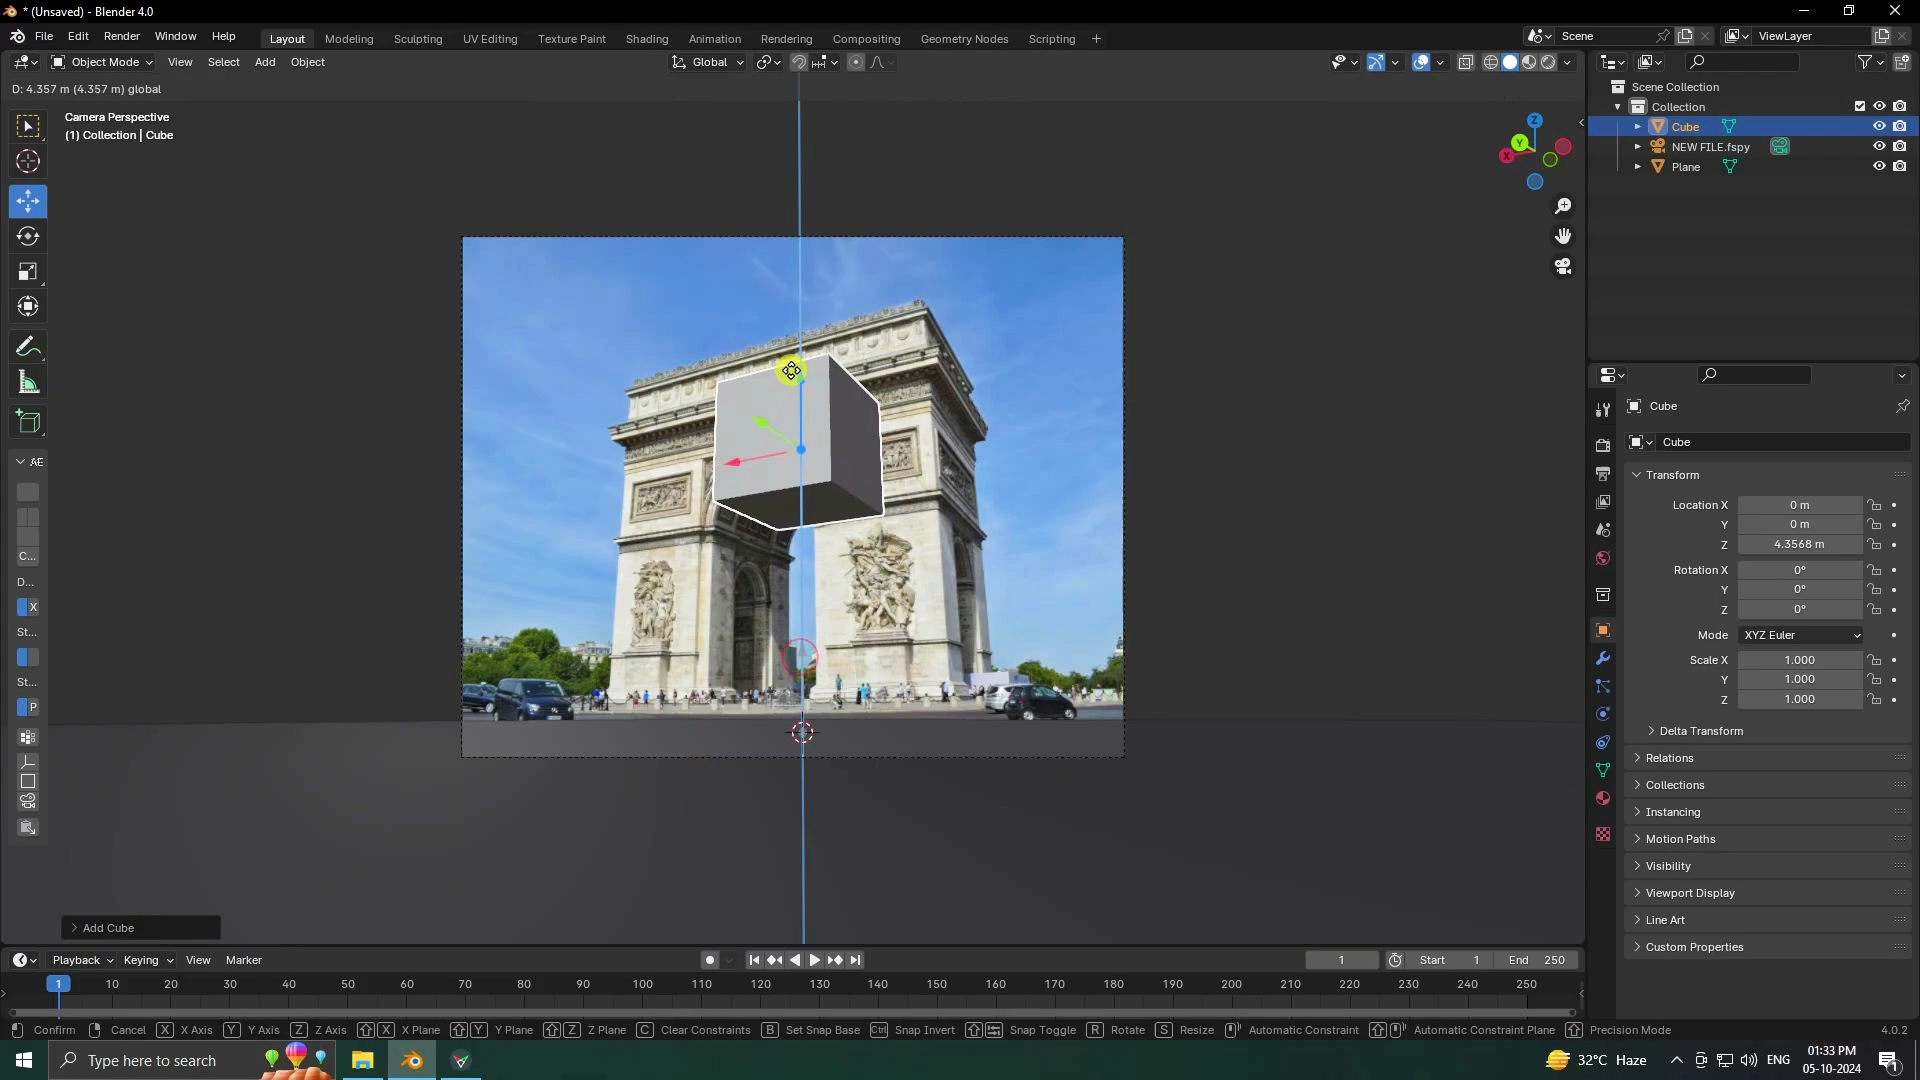 * (Unsaved) - Blender 4.0
File Edit Render Window Help
Layout Modeling Sculpting UV Editing Texture Paint Shading Animation Rendering Compositing Geometry Nodes Scripting +
Scene
ViewLayer
Object Mode View Select Add Object
Global
D: 4.357 m (4.357 m) global
Camera Perspective
(1) Collection | Cube
Z
Y
X
AE
C...
D...
X
St...
St...
P
Add Cube
Scene Collection
Collection
Cube
NEW FILE.fspy
Plane
Cube
Cube
Transform
Location X 0 m
Y 0 m
Z 4.3568 m
Rotation X 0°
Y 0°
Z 0°
Mode XYZ Euler
Scale X 1.000
Y 1.000
Z 1.000
Delta Transform
Relations
Collections
Instancing
Motion Paths
Visibility
Viewport Display
Line Art
Custom Properties
Playback Keying View Marker
1
Start 1 End 250
1 10 20 30 40 50 60 70 80 90 100 110 120 130 140 150 160 170 180 190 200 210 220 230 240 250
Confirm Cancel X X Axis Y Y Axis Z Z Axis X X Plane Y Y Plane Z Z Plane C Clear Constraints B Set Snap Base Ctrl Snap Invert Snap Toggle R Rotate S Resize Automatic Constraint Automatic Constraint Plane Precision Mode 4.0.2
Type here to search
32°C Haze
ENG
01:33 PM
05-10-2024
1